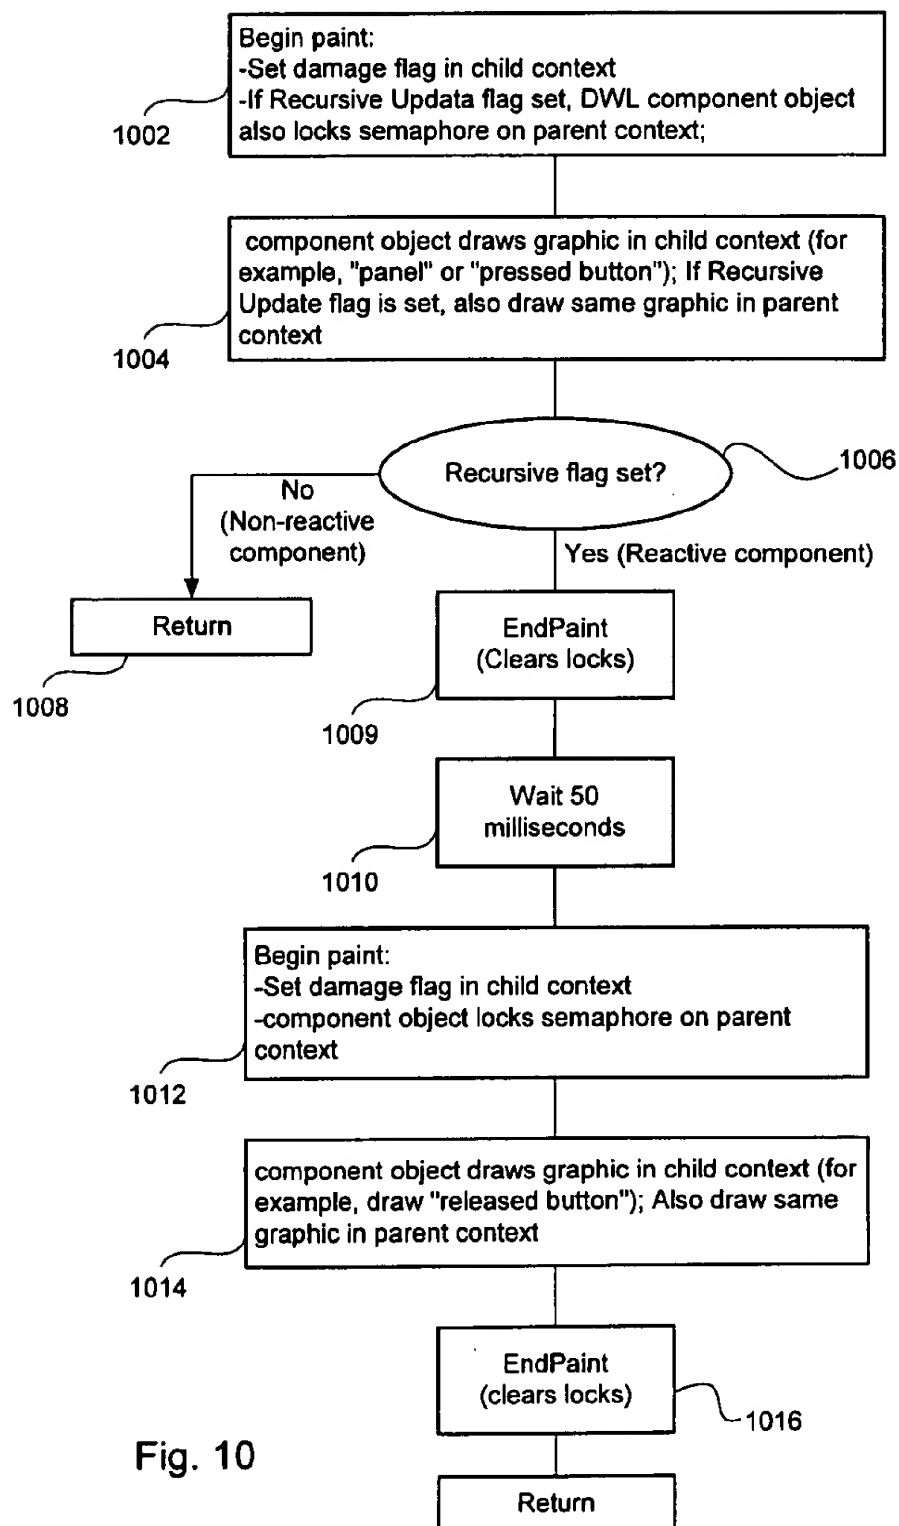 Begin paint:
-Set damage flag in child context
-If Recursive Updata flag set, DWL component object
also locks semaphore on parent context;
1002
component object draws graphic in child context (for
example, "panel" or "pressed button"); If Recursive
Update flag is set, also draw same graphic in parent
context
1004
Recursive flag set?
1006
No
(Non-reactive
component)
Yes (Reactive component)
Return
1008
EndPaint
(Clears locks)
1009
Wait 50
milliseconds
1010
Begin paint:
-Set damage flag in child context
-component object locks semaphore on parent
context
1012
component object draws graphic in child context (for
example, draw "released button"); Also draw same
graphic in parent context
1014
EndPaint
(clears locks)
1016
Fig. 10
Return